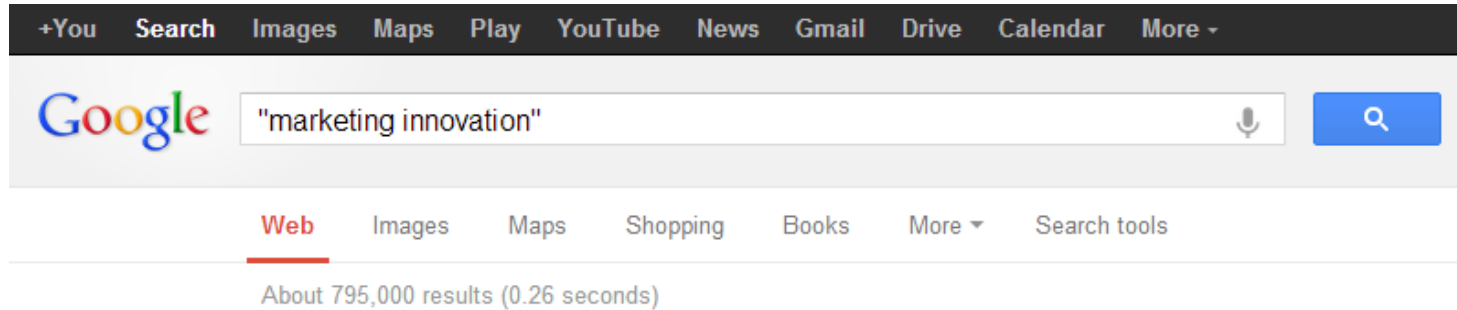 +You Search Images Maps Play YouTube News Gmail Drive Calendar More
Google "marketing innovation"
Web Images Maps Shopping Books More Search tools
About 795,000 results (0.26 seconds)